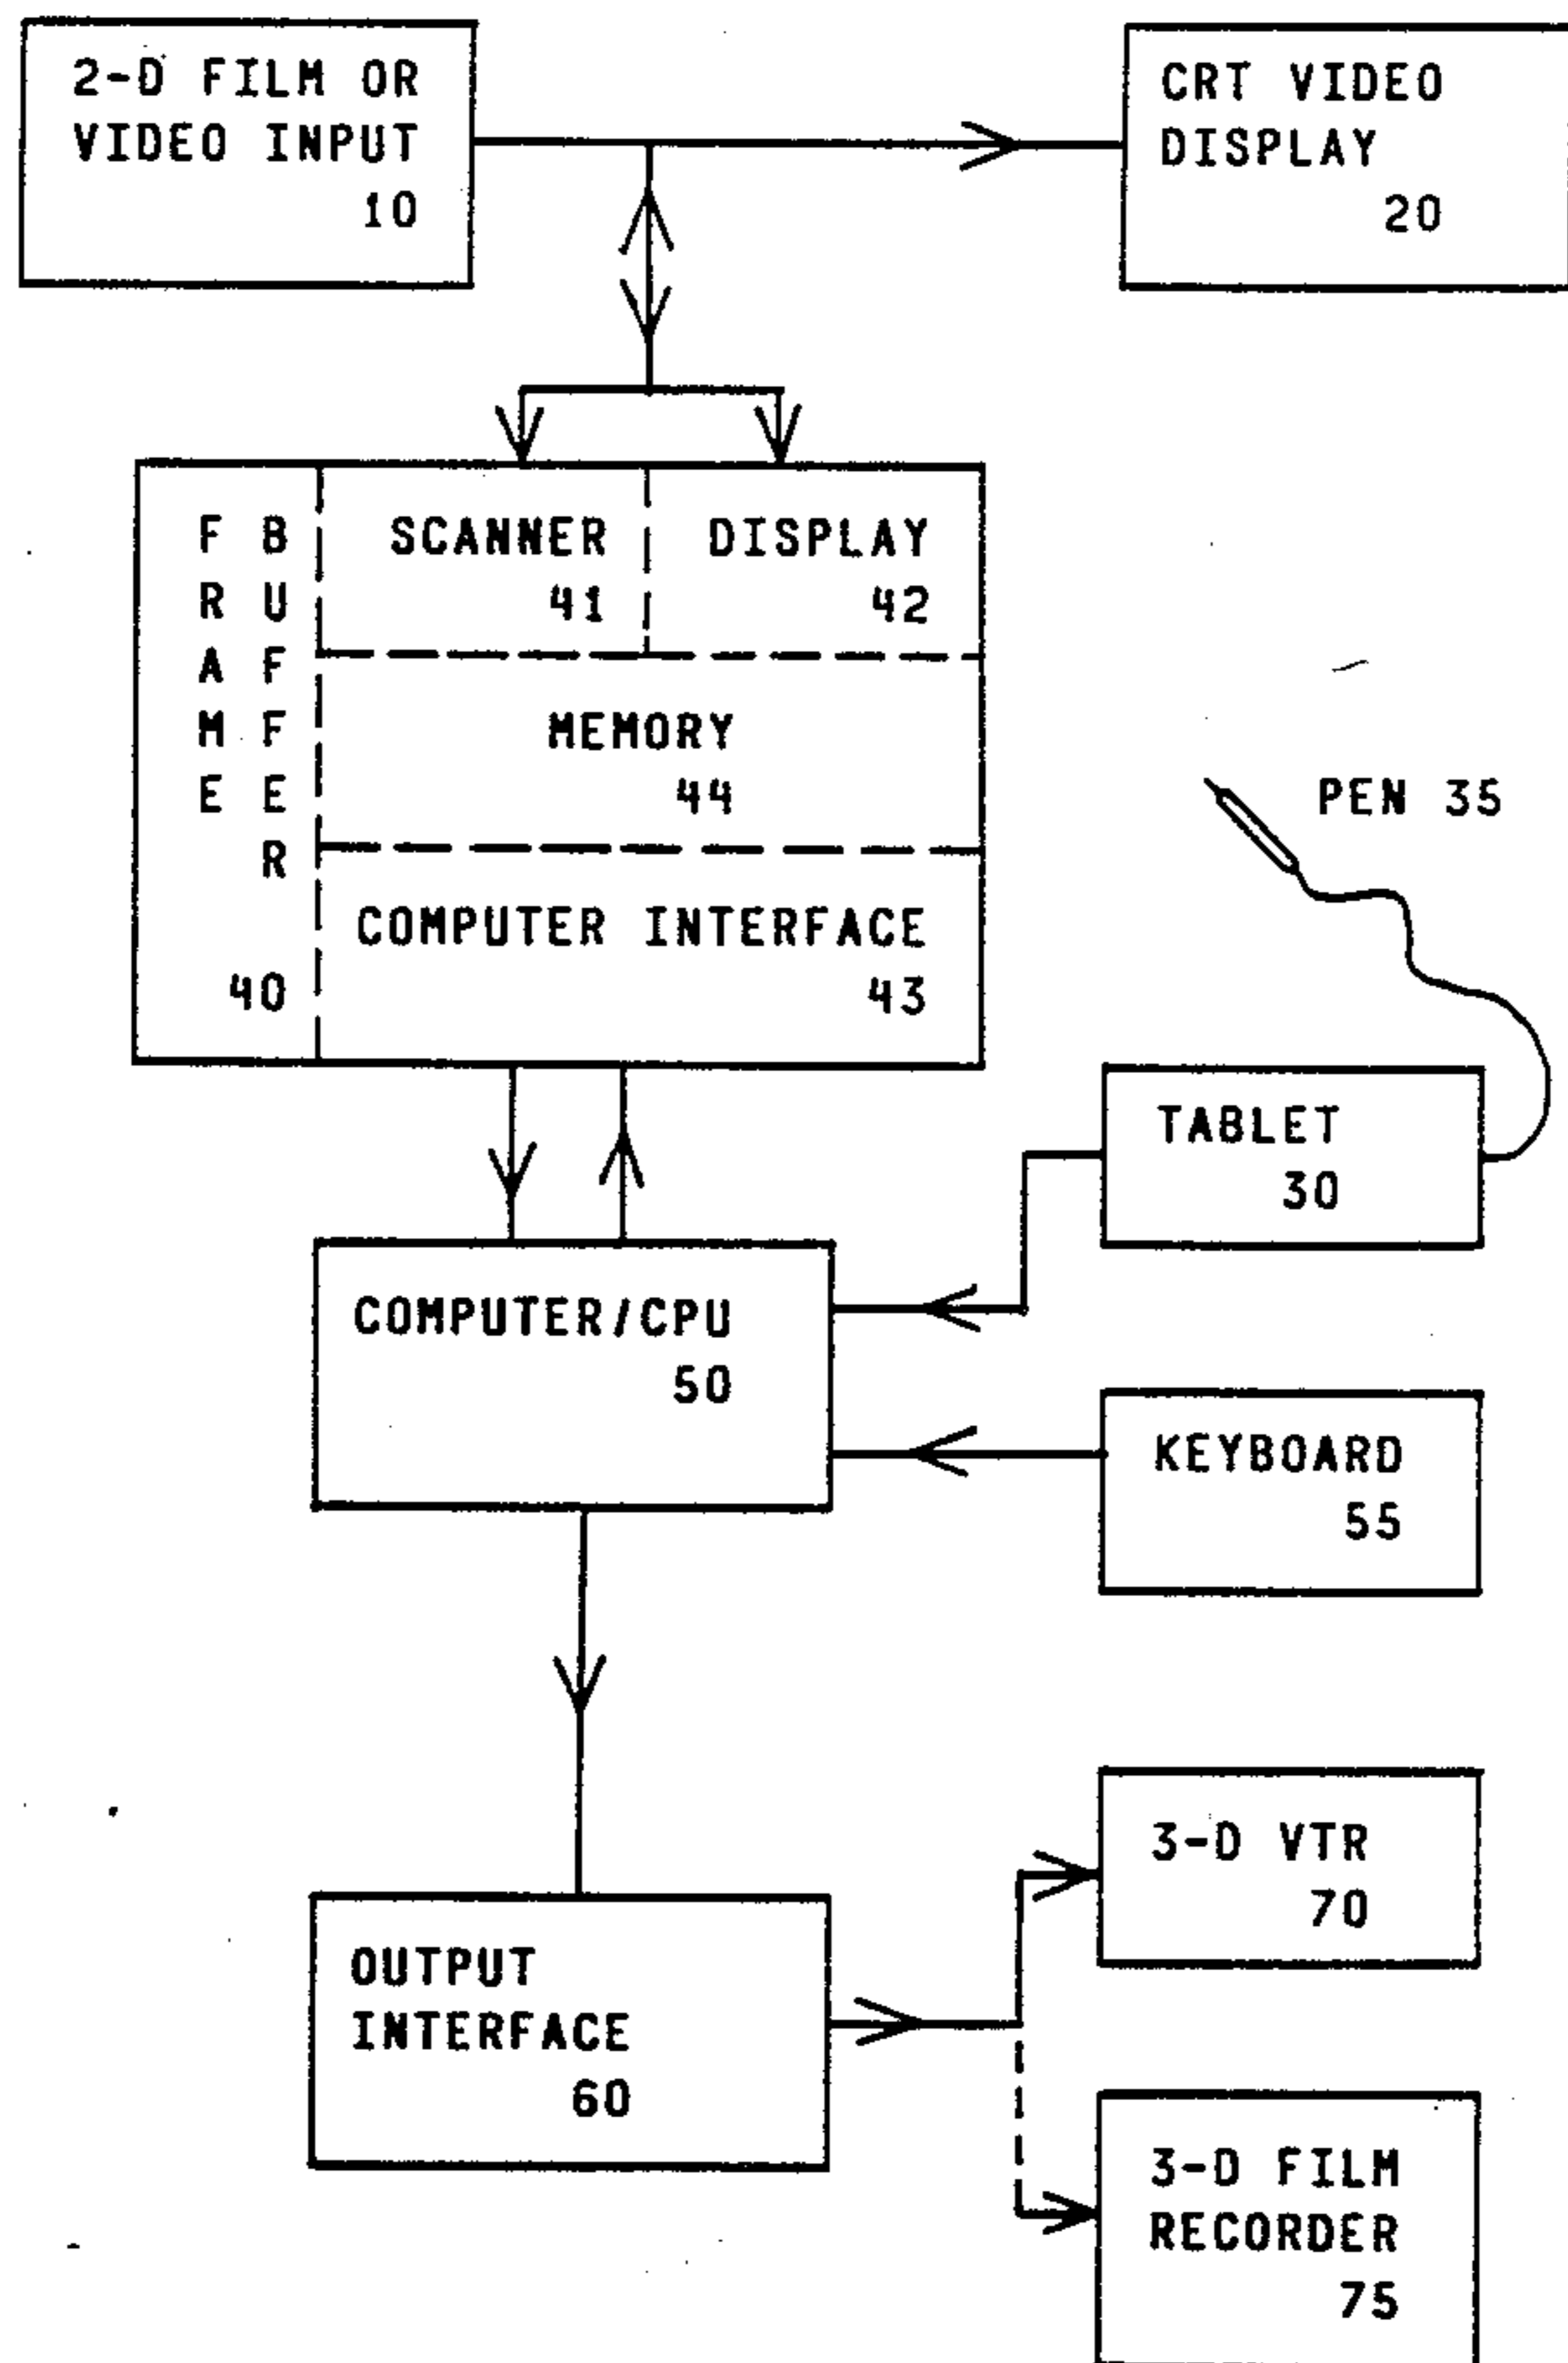 2-D FILM OR
VIDEO INPUT
10
CRT VIDEO
DISPLAY
20
FRAME
BUFFER
40
SCANNER
41
DISPLAY
42
MEMORY
44
COMPUTER INTERFACE
43
PEN 35
TABLET
30
COMPUTER/CPU
50
KEYBOARD
55
3-D VTR
70
OUTPUT
INTERFACE
60
3-D FILM
RECORDER
75